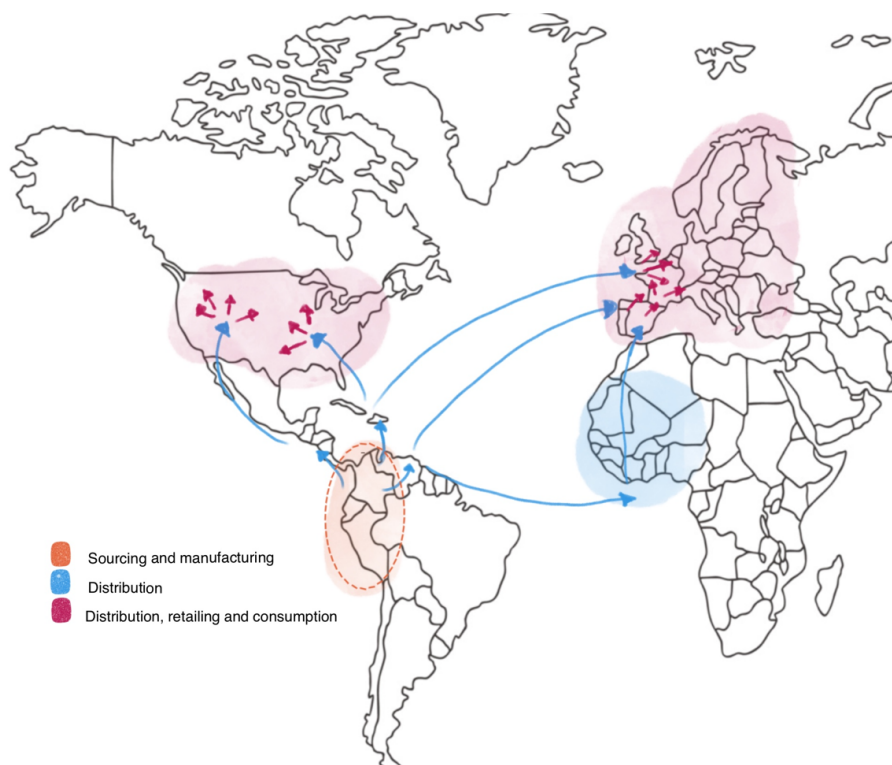 Sourcing and manufacturing
Distribution
Distribution, retailing and consumption